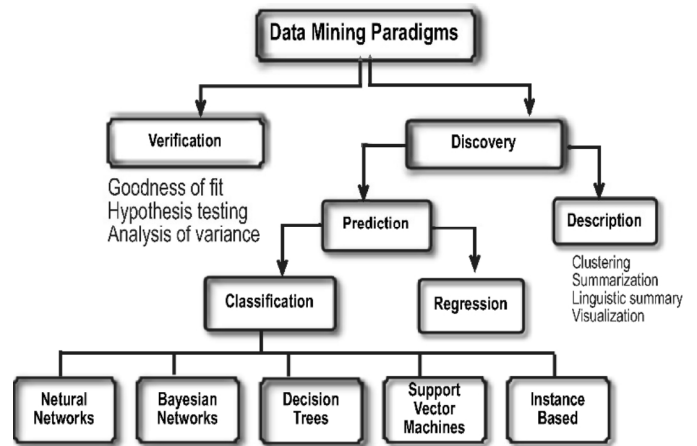 Data Mining Paradigms
Verification
Discovery
Goodness of fit
Hypothesis testing
Analysis of variance
Prediction
Description
Clustering
Summarization
Linguistic summary
Visualization
Classification
Regression
Netural
Networks
Bayesian
Networks
Decision
Trees
Support
Vector
Machines
Instance
Based